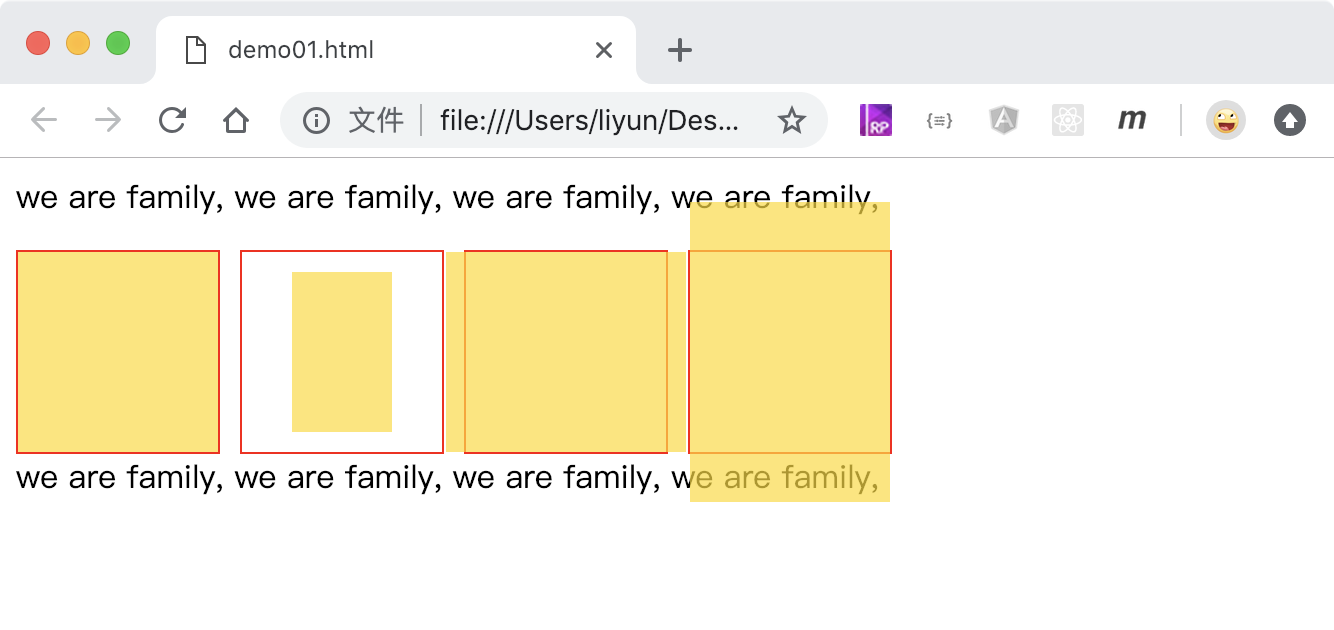 demo01.html
文件 file:///Users/liyun/Des... RP {≡} A m
we are family, we are family, we are family, we are family,
we are family, we are family, we are family, we are family,